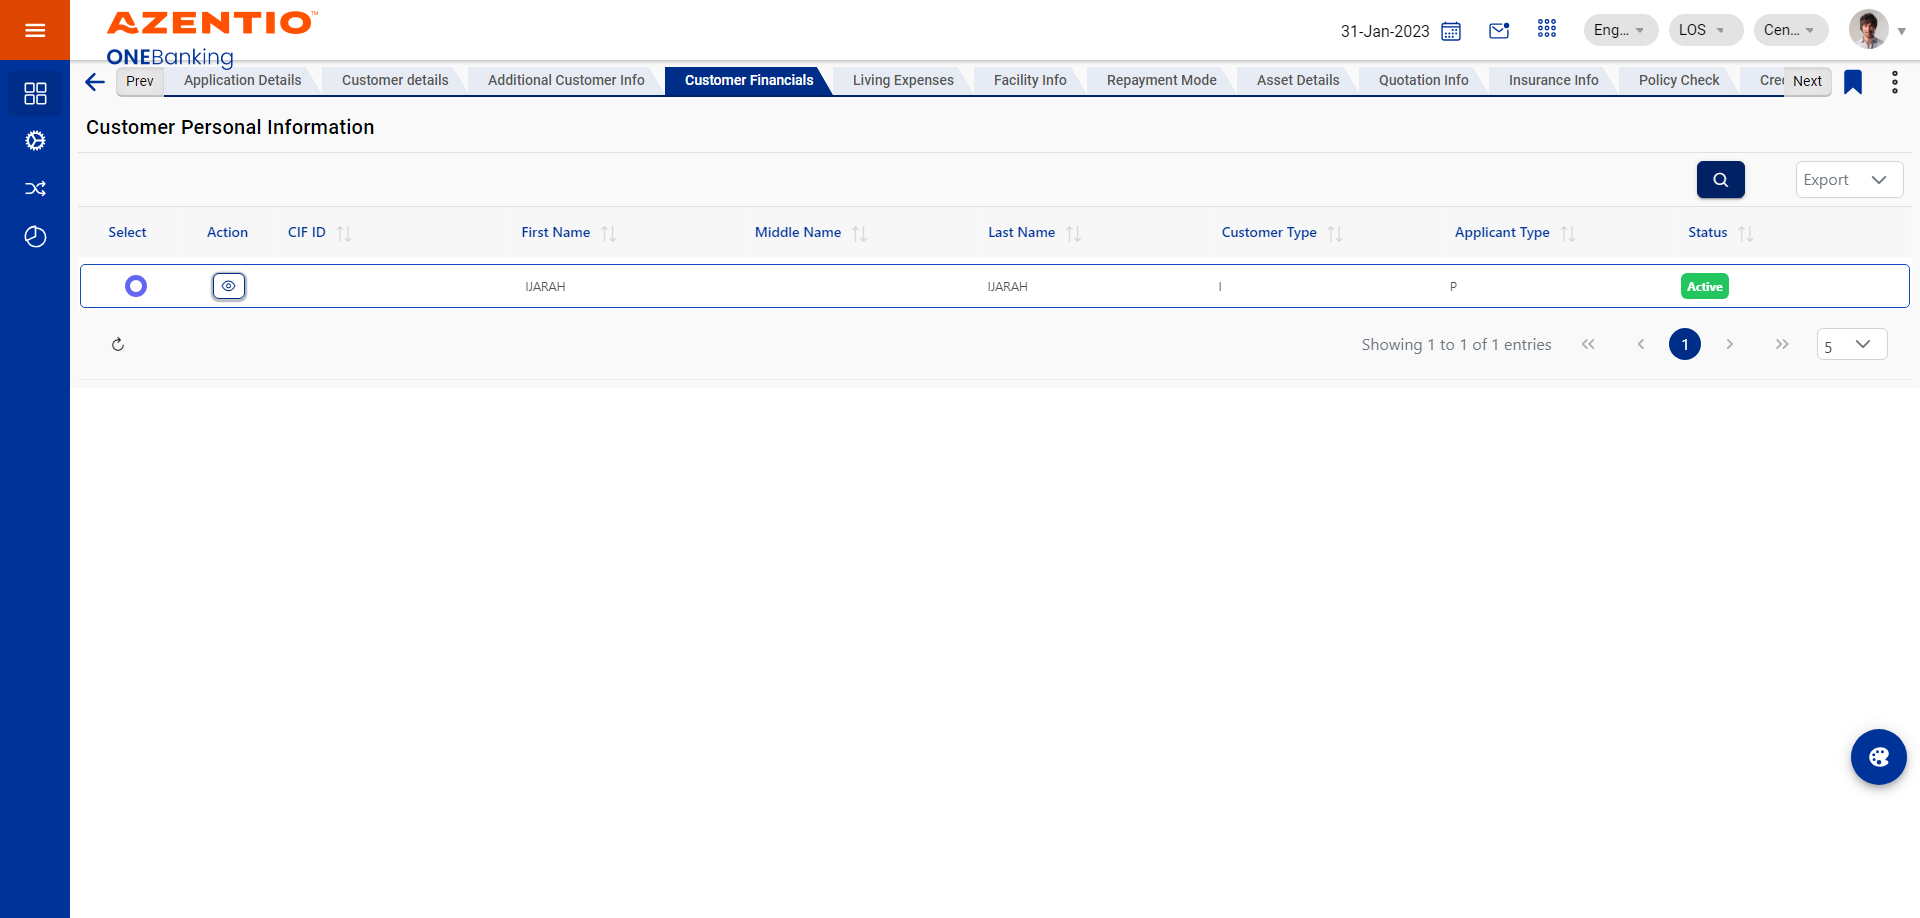 AZENTIO™
ONEBanking
31-Jan-2023
Eng...
LOS
Cen...
Prev
Application Details
Customer details
Additional Customer Info
Customer Financials
Living Expenses
Facility Info
Repayment Mode
Asset Details
Quotation Info
Insurance Info
Policy Check
Cre
Next
Customer Personal Information
Export
Select
Action
CIF ID
First Name
Middle Name
Last Name
Customer Type
Applicant Type
Status
IJARAH
IJARAH
I
P
Active
Showing 1 to 1 of 1 entries
1
5